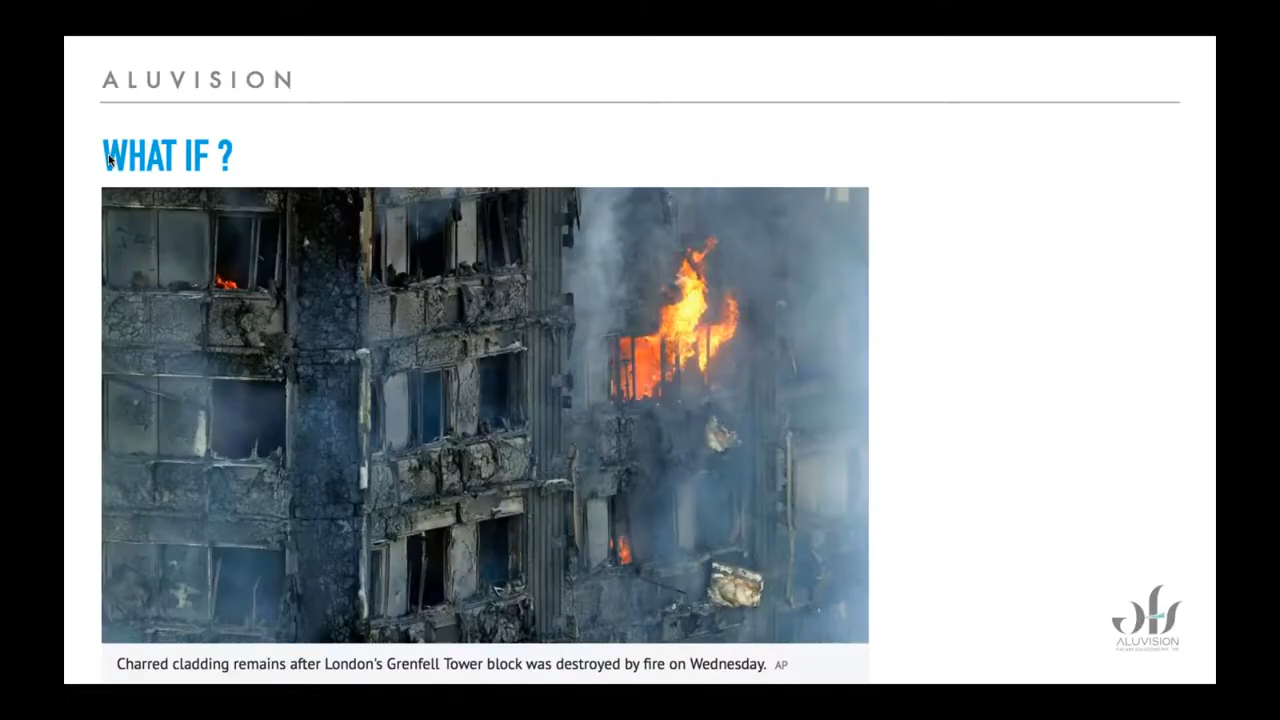 ALUVISION
WHAT IF ?
Charred cladding remains after London's Grenfell Tower block was destroyed by fire on Wednesday. AP
ALUVISION